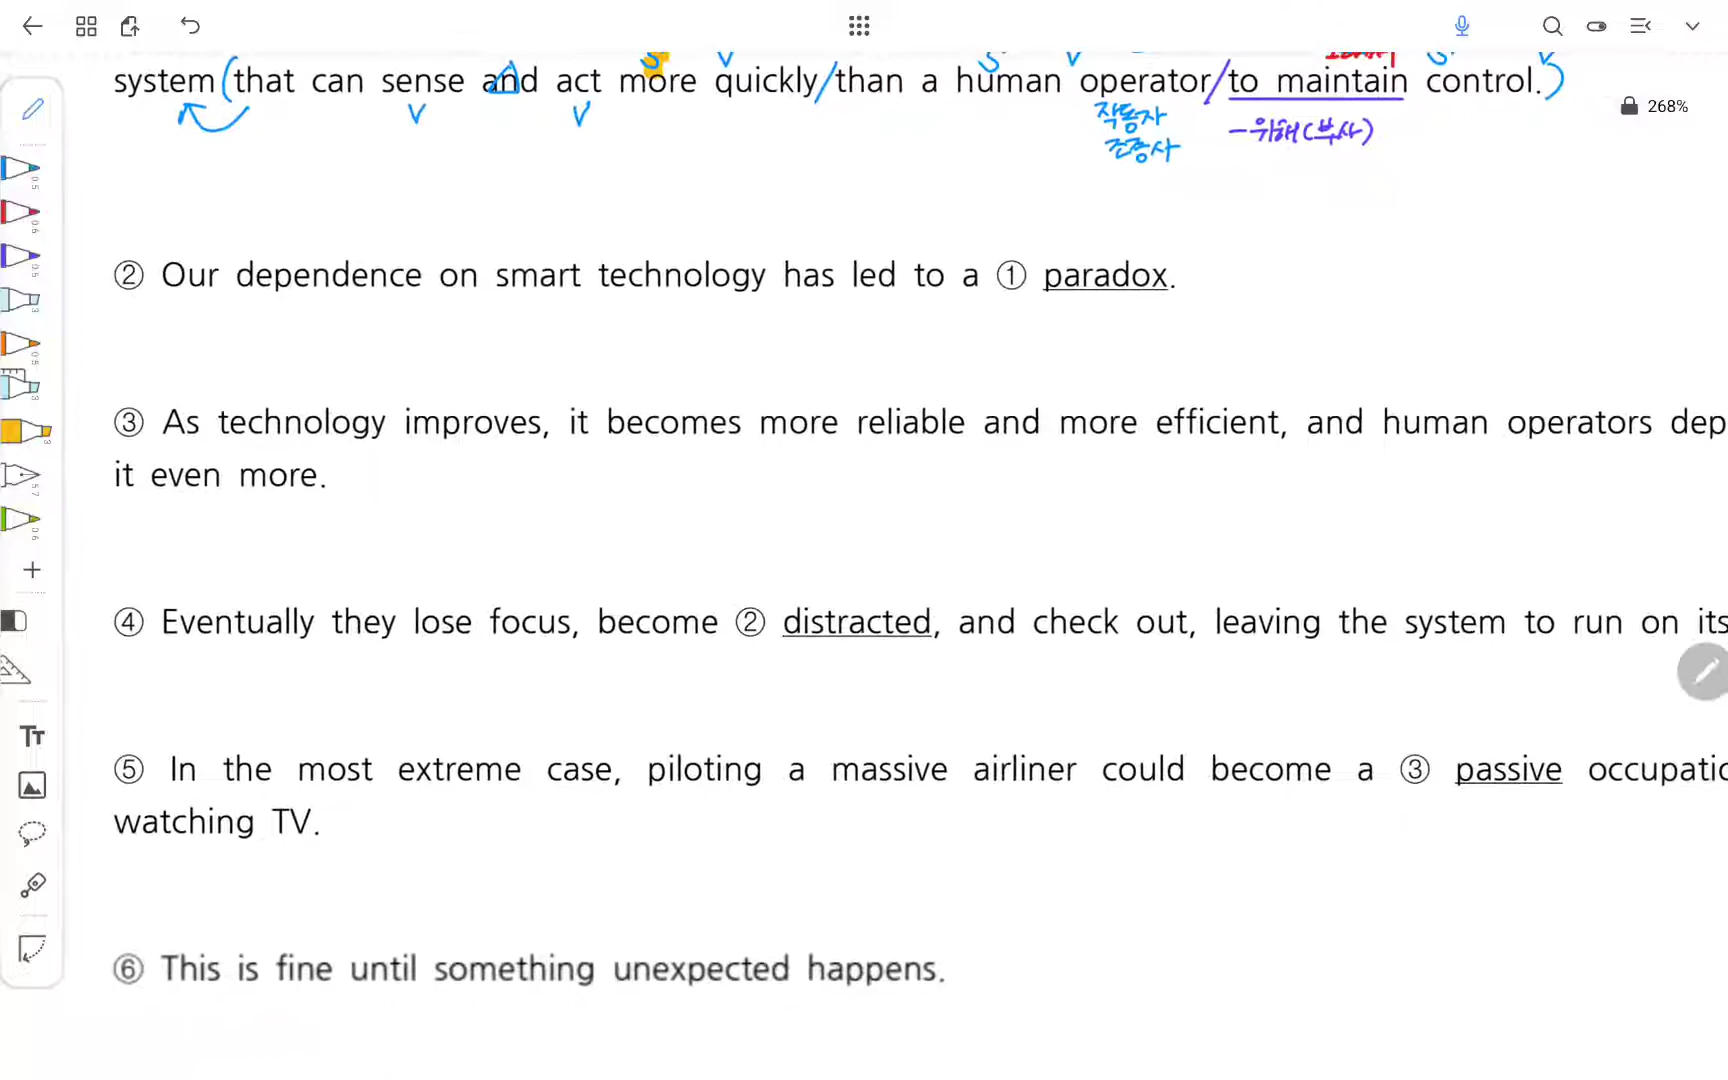 268%
system (that can sense and act more quickly / than a human operator / to maintain control.)
V V 작동자 -위해(부사)
조종사
② Our dependence on smart technology has led to a ① paradox.
③ As technology improves, it becomes more reliable and more efficient, and human operators dep
it even more.
④ Eventually they lose focus, become ② distracted, and check out, leaving the system to run on its
⑤ In the most extreme case, piloting a massive airliner could become a ③ passive occupatio
watching TV.
⑥ This is fine until something unexpected happens.